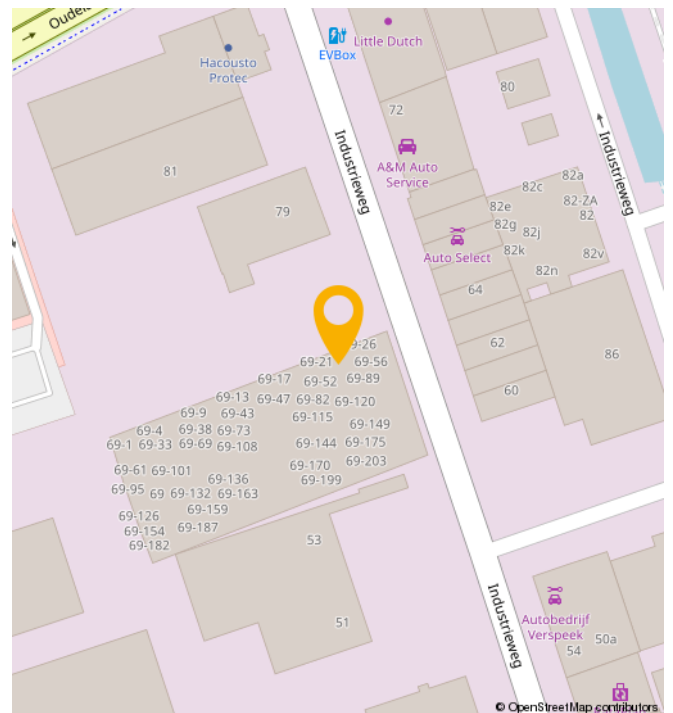 Oudel
EVBox
Little Dutch
Hacousto
Protec
80
72
Industrieweg
Industrieweg
A&M Auto
Service
81
82a
82c
82-ZA
82e
82
82g
82j
79
82k
82v
Auto Select
82n
64
9-26
62
86
69-21
69-56
69-17
69-52
69-89
60
69-13
69-47
69-82
69-120
69-9
69-43
69-115
69-4
69-38
69-73
69-149
69-1
69-33
69-69
69-108
69-144
69-175
69-61
69-101
69-170
69-203
69-136
69-199
69-95
69
69-132
69-163
69-159
69-126
69-187
69-154
69-182
53
Industrieweg
51
Autobedrijf
Verspeek
50a
54
© OpenStreetMap contributors